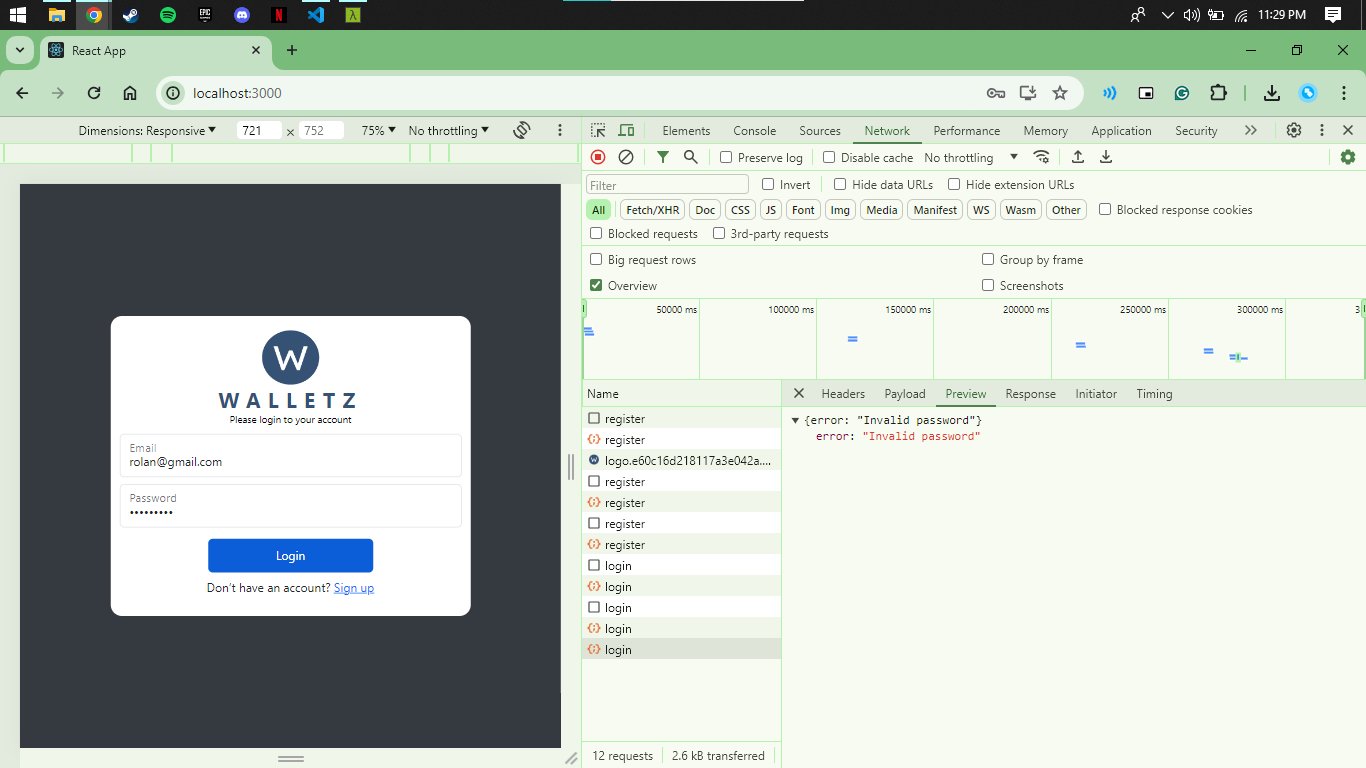 11:29 PM
React App
localhost:3000
Dimensions: Responsive 721 × 752 75% No throttling
Elements Console Sources Network Performance Memory Application Security
Preserve log Disable cache No throttling
Filter Invert Hide data URLs Hide extension URLs
All Fetch/XHR Doc CSS JS Font Img Media Manifest WS Wasm Other Blocked response cookies
Blocked requests 3rd-party requests
Big request rows Group by frame
Overview Screenshots
50000 ms 100000 ms 150000 ms 200000 ms 250000 ms 300000 ms 3
W
WALLETZ
Please login to your account
Email
rolan@gmail.com
Password
•••••••••
Login
Don't have an account? Sign up
Name
register
register
logo.e60c16d218117a3e042a....
register
register
register
register
login
login
login
login
login
12 requests 2.6 kB transferred
Headers Payload Preview Response Initiator Timing
{error: "Invalid password"}
error: "Invalid password"